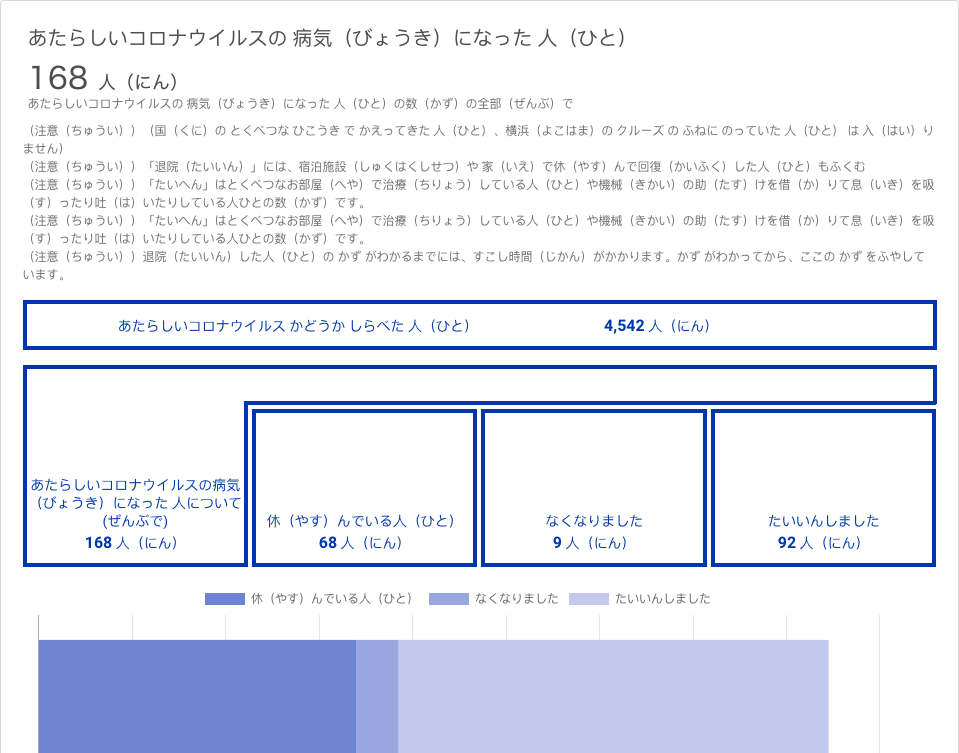 あたらしいコロナウイルスの 病気（びょうき）になった 人（ひと）
168 人（にん）
あたらしいコロナウイルスの 病気（びょうき）になった 人（ひと）の数（かず）の全部（ぜんぶ）で
（注意（ちゅうい））（国（くに）の とくべつな ひこうき で かえってきた 人（ひと）、横浜（よこはま）の クルーズ の ふねに のっていた 人（ひと） は 入（はい）り
ません）
（注意（ちゅうい））「退院（たいいん）」には、宿泊施設（しゅくはくしせつ）や 家（いえ）で休（やす）んで回復（かいふく）した人（ひと）もふくむ
（注意（ちゅうい））「たいへん」はとくべつなお部屋（へや）で治療（ちりょう）している人（ひと）や機械（きかい）の助（たす）けを借（か）りて息（いき）を吸
（す）ったり吐（は）いたりしている人ひとの数（かず）です。
（注意（ちゅうい））「たいへん」はとくべつなお部屋（へや）で治療（ちりょう）している人（ひと）や機械（きかい）の助（たす）けを借（か）りて息（いき）を吸
（す）ったり吐（は）いたりしている人ひとの数（かず）です。
（注意（ちゅうい））退院（たいいん）した人（ひと）の かず がわかるまでには、すこし時間（じかん）がかかります。かず がわかってから、ここの かず をふやして
います。
あたらしいコロナウイルス かどうか しらべた 人（ひと） 4,542 人（にん）
あたらしいコロナウイルスの病気
（びょうき）になった 人について
(ぜんぶで)
168 人（にん）
休（やす）んでいる人（ひと）
68 人（にん）
なくなりました
9 人（にん）
たいいんしました
92 人（にん）
休（やす）んでいる人（ひと） なくなりました たいいんしました